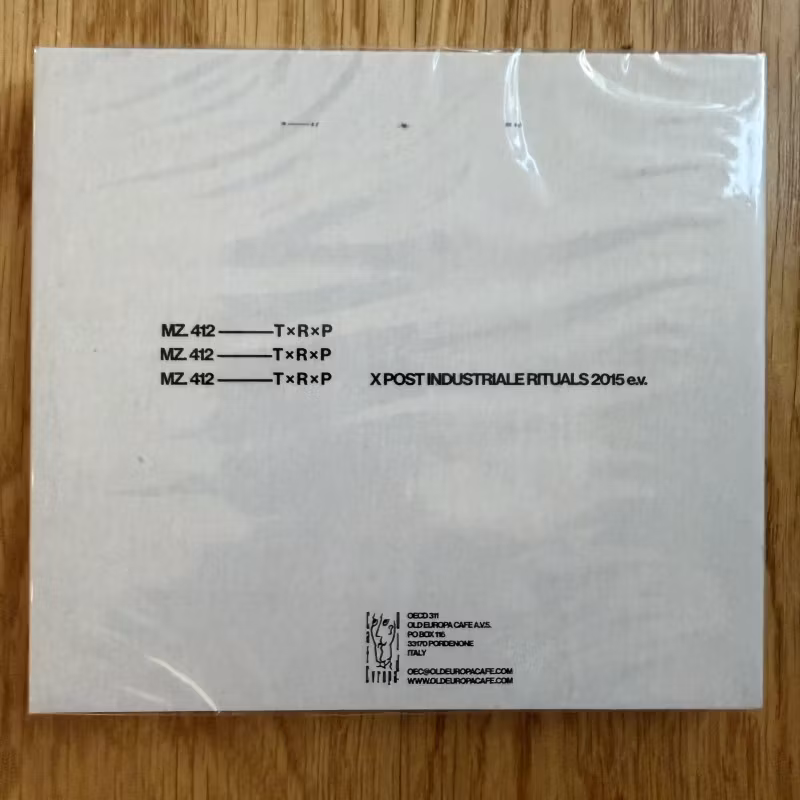 MZ. 412 ———T×R×P
MZ. 412 ———T×R×P
MZ. 412 ———T×R×P X POST INDUSTRIALE RITUALS 2015 e.v.
OECD 311
OLD EUROPA CAFE A.V.S.
PO BOX 116
33170 PORDENONE
ITALY
OEC@OLDEUROPACAFE.COM
WWW.OLDEUROPACAFE.COM